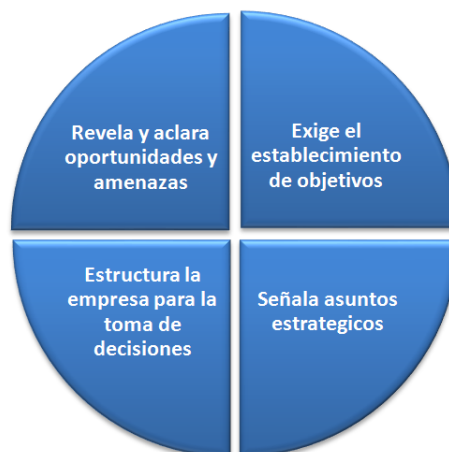 Revela y aclara
oportunidades y
amenazas
Exige el
establecimiento
de objetivos
Estructura la
empresa para la
toma de
decisiones
Señala asuntos
estrategicos